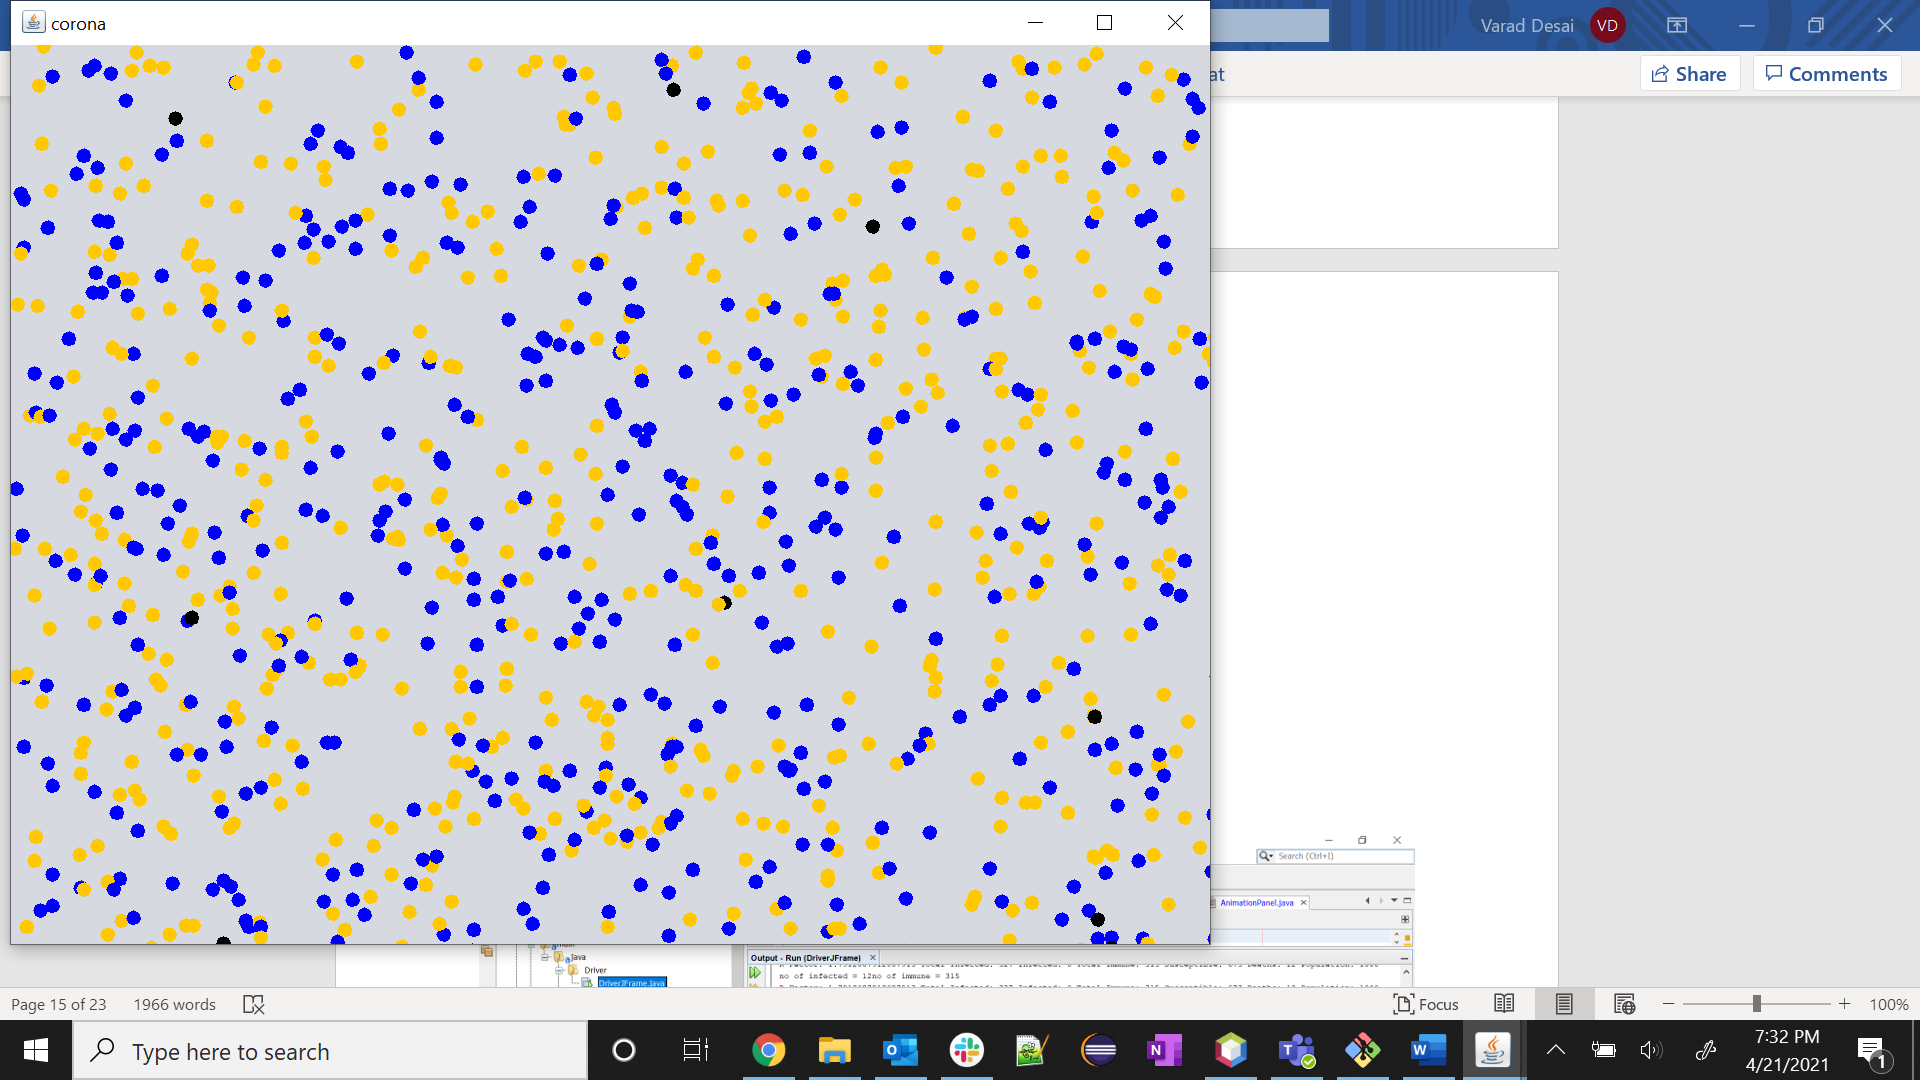 corona
Varad Desai
VD
at
Share
Comments
Search (Ctrl+I)
AnimationPanel.java
java
Driver
DriverJFrame.java
Output - Run (DriverJFrame)
no of infected = 12no of immune = 315
Page 15 of 23
1966 words
Focus
100%
Type here to search
7:32 PM
4/21/2021
1